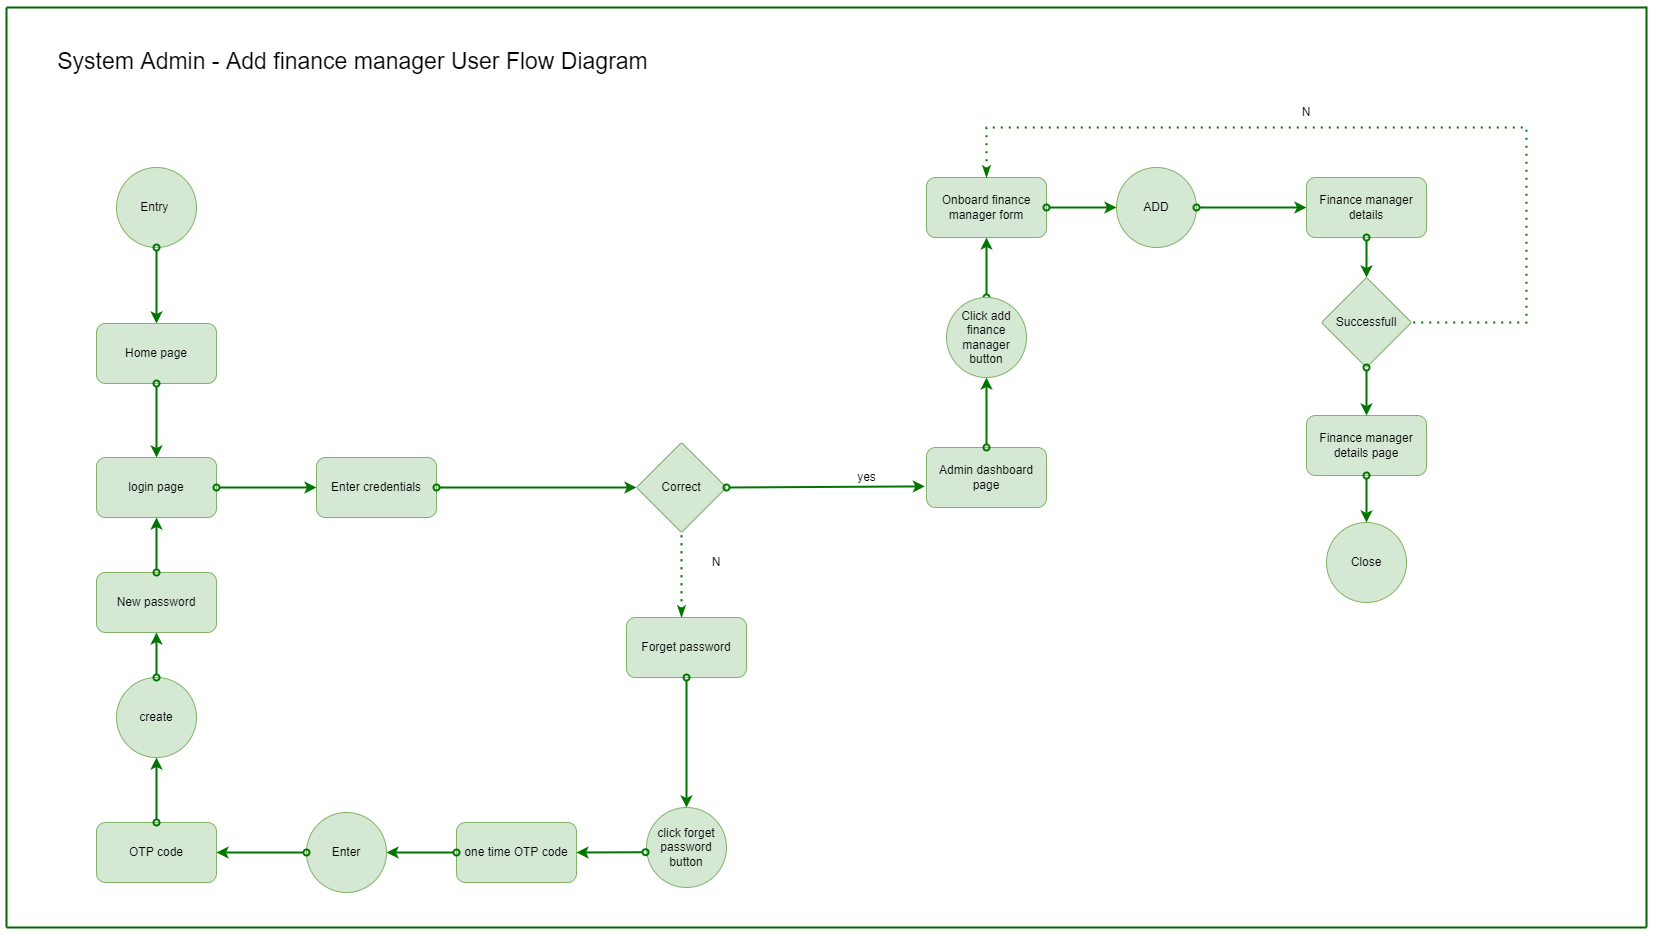 System Admin - Add finance manager User Flow Diagram
N
Entry
Onboard finance
manager form
ADD
Finance manager
details
Click add
finance
manager
button
Successfull
Home page
Finance manager
details page
login page
Enter credentials
Correct
yes
Admin dashboard
page
N
Close
New password
Forget password
create
OTP code
Enter
one time OTP code
click forget
password
button